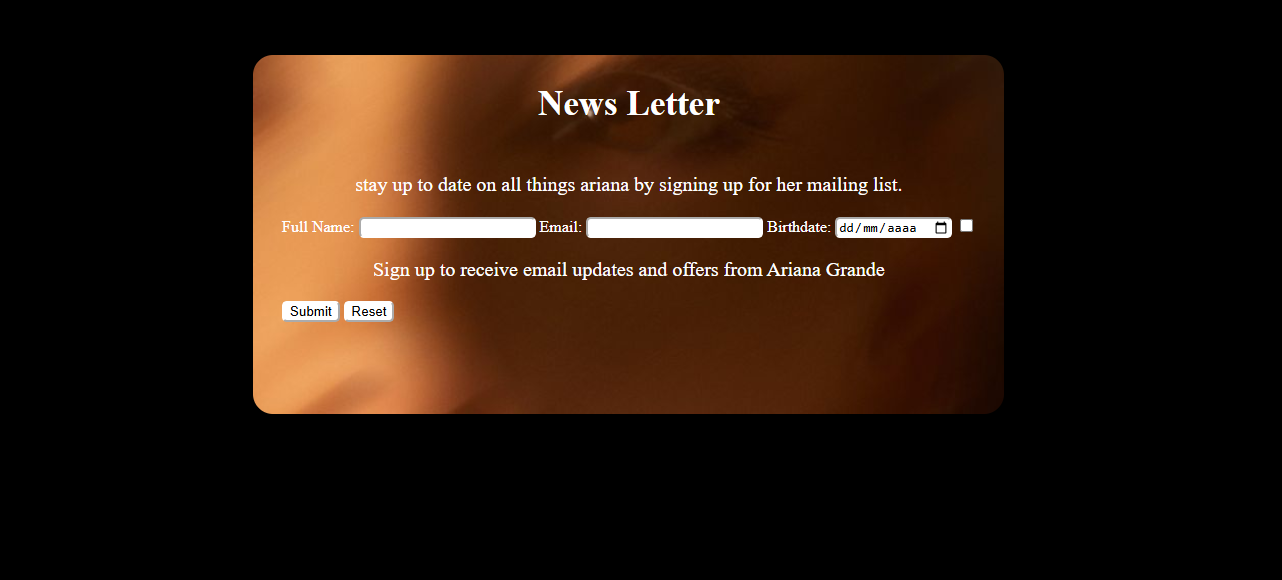 News Letter
stay up to date on all things ariana by signing up for her mailing list.
Full Name: Email: Birthdate: dd/mm/aaaa
Sign up to receive email updates and offers from Ariana Grande
Submit Reset